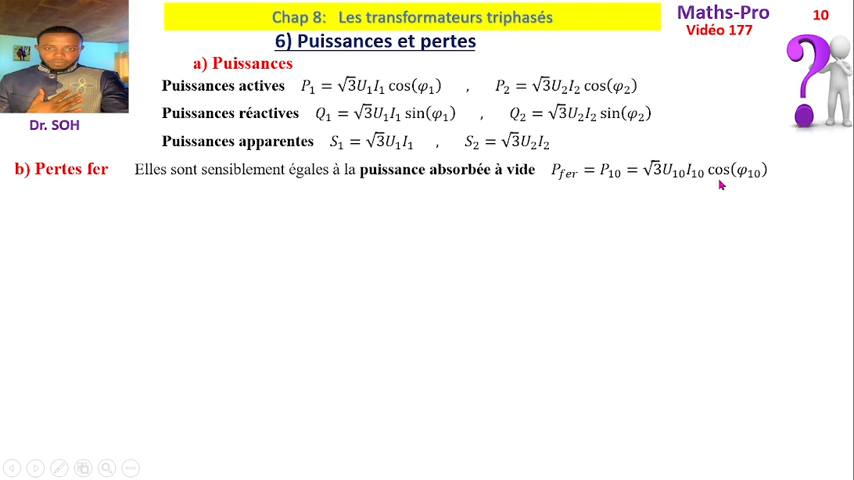 Chap 8: Les transformateurs triphasés
Maths-Pro
10
Vidéo 177
6) Puissances et pertes
Dr. SOH
a) Puissances
Puissances actives P₁ = √3U₁I₁ cos(φ₁) , P₂ = √3U₂I₂ cos(φ₂)
Puissances réactives Q₁ = √3U₁I₁ sin(φ₁) , Q₂ = √3U₂I₂ sin(φ₂)
Puissances apparentes S₁ = √3U₁I₁ , S₂ = √3U₂I₂
b) Pertes fer Elles sont sensiblement égales à la puissance absorbée à vide P_fer = P₁₀ = √3U₁₀I₁₀ cos(φ₁₀)